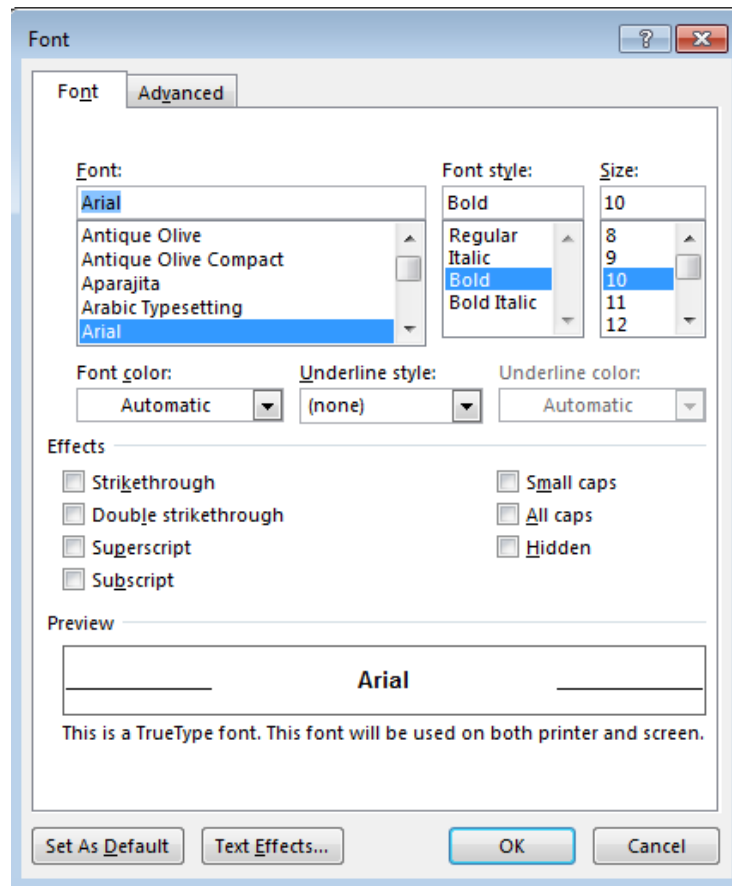 Font
Font Advanced
Font: Font style: Size:
Arial Bold 10
Antique Olive Regular 8
Antique Olive Compact Italic 9
Aparajita Bold 10
Arabic Typesetting Bold Italic 11
Arial 12
Font color: Underline style: Underline color:
Automatic (none) Automatic
Effects
Strikethrough Small caps
Double strikethrough All caps
Superscript Hidden
Subscript
Preview
Arial
This is a TrueType font. This font will be used on both printer and screen.
Set As Default Text Effects... OK Cancel